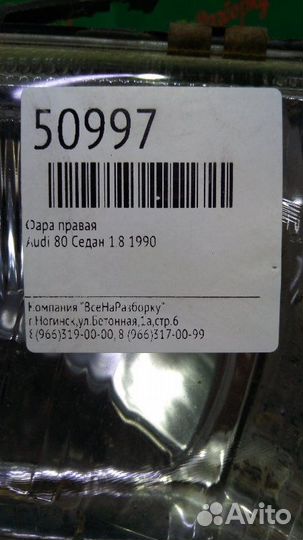 50997
Фара правая
Audi 80 Седан 1.8 1990
Компания "ВсеНаРазборку"
г.Ногинск,ул.Бетонная,1а,стр.6
8(966)319-00-00, 8 (966)317-00-99
Avito